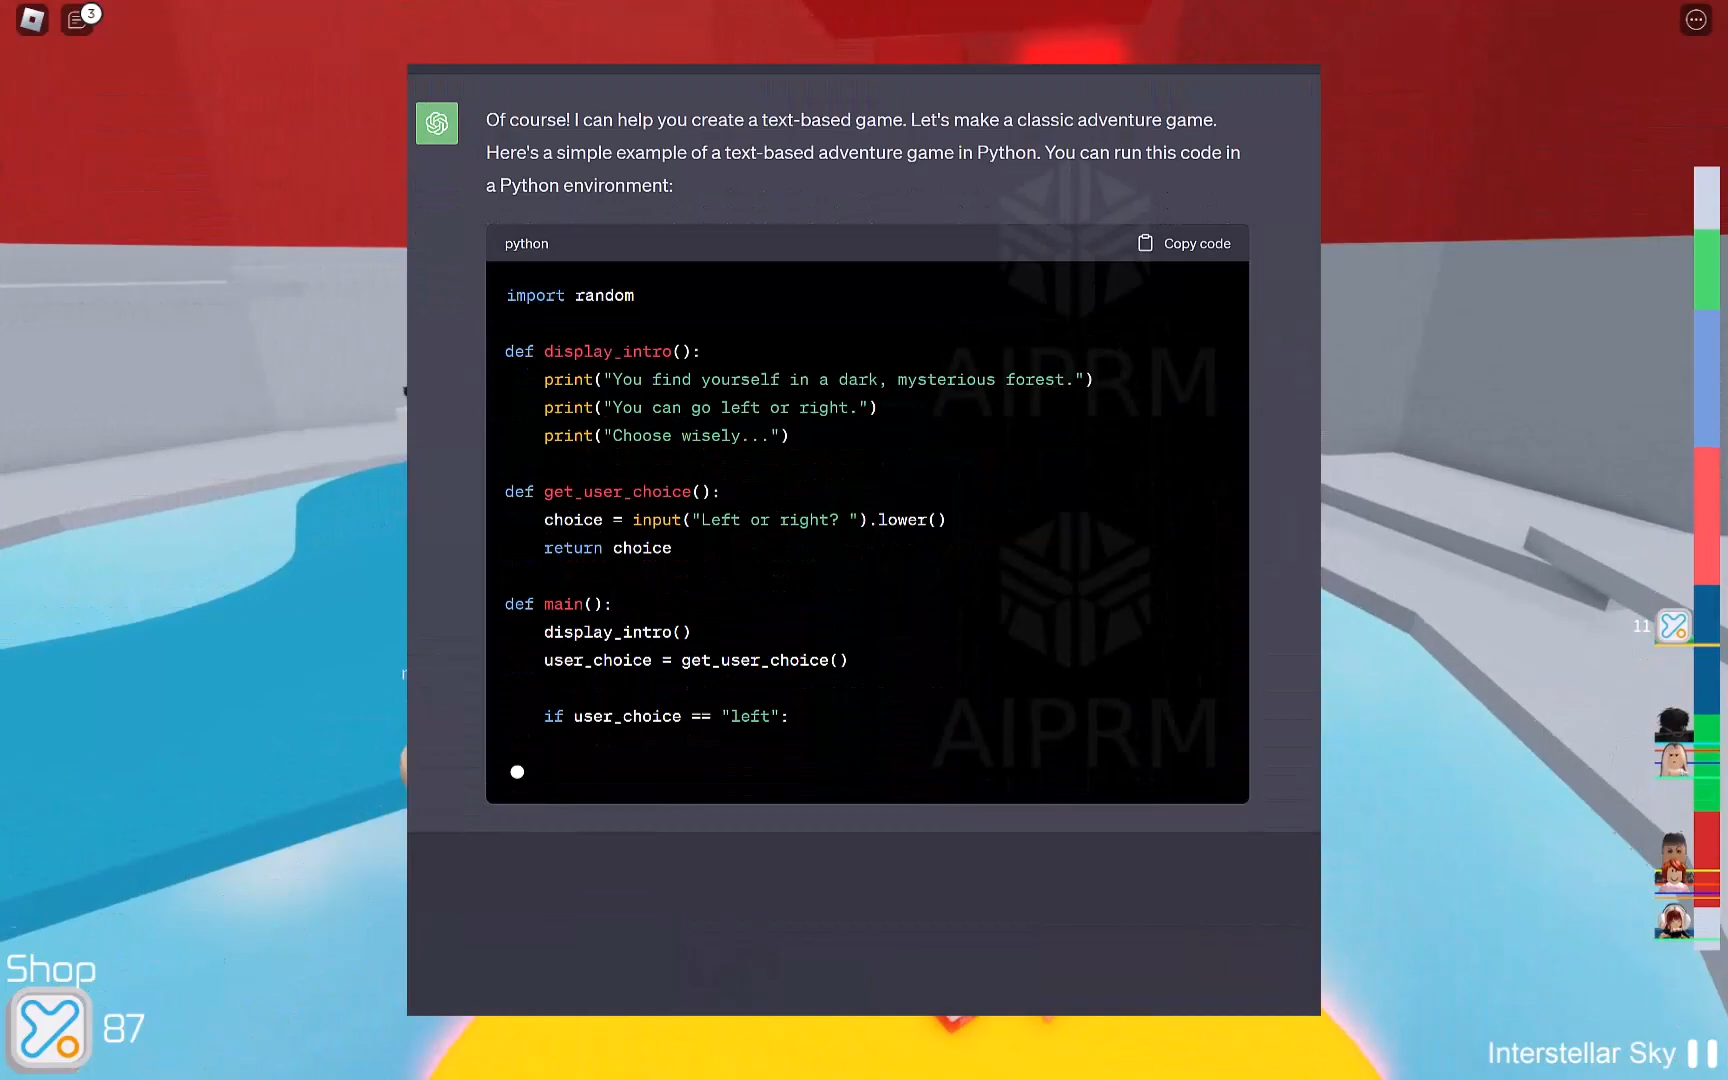 3
Of course! I can help you create a text-based game. Let's make a classic adventure game.
Here's a simple example of a text-based adventure game in Python. You can run this code in
a Python environment:
python
Copy code
import random
def display_intro():
    print("You find yourself in a dark, mysterious forest.")
    print("You can go left or right.")
    print("Choose wisely...")
def get_user_choice():
    choice = input("Left or right? ").lower()
    return choice
def main():
    display_intro()
    user_choice = get_user_choice()
    if user_choice == "left":
AIPRM
AIPRM
11
Shop
87
Interstellar Sky